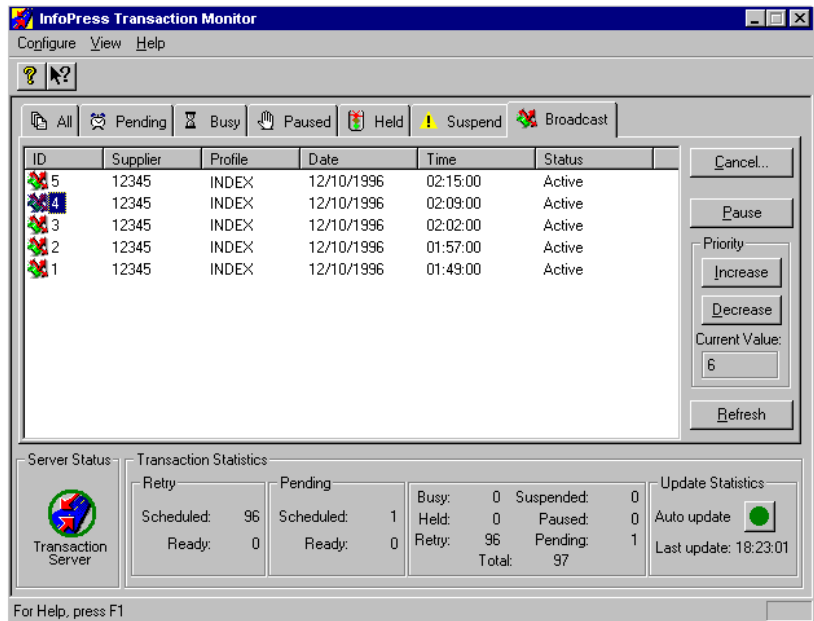 InfoPress Transaction Monitor
Configure View Help
All Pending Busy Paused Held Suspend Broadcast
ID Supplier Profile Date Time Status
5 12345 INDEX 12/10/1996 02:15:00 Active
4 12345 INDEX 12/10/1996 02:09:00 Active
3 12345 INDEX 12/10/1996 02:02:00 Active
2 12345 INDEX 12/10/1996 01:57:00 Active
1 12345 INDEX 12/10/1996 01:49:00 Active
Cancel...
Pause
Priority
Increase
Decrease
Current Value:
6
Refresh
Server Status
Transaction
Server
Transaction Statistics
Retry
Scheduled: 96
Ready: 0
Pending
Scheduled: 1
Ready: 0
Busy: 0 Suspended: 0
Held: 0 Paused: 0
Retry: 96 Pending: 1
Total: 97
Update Statistics
Auto update
Last update: 18:23:01
For Help, press F1